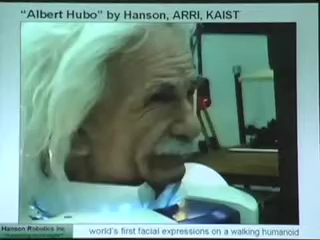 "Albert Hubo" by Hanson, ARRI, KAIST
Hanson Robotics Inc
world's first facial expressions on a walking humanoid